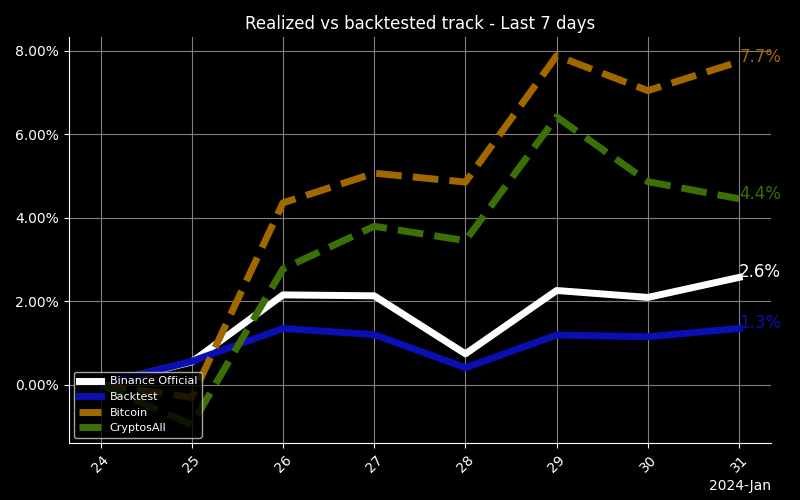 Realized vs backtested track - Last 7 days
8.00%
6.00%
4.00%
2.00%
0.00%
7.7%
4.4%
2.6%
1.3%
Binance Official
Backtest
Bitcoin
CryptosAll
24
25
26
27
28
29
30
31
2024-Jan